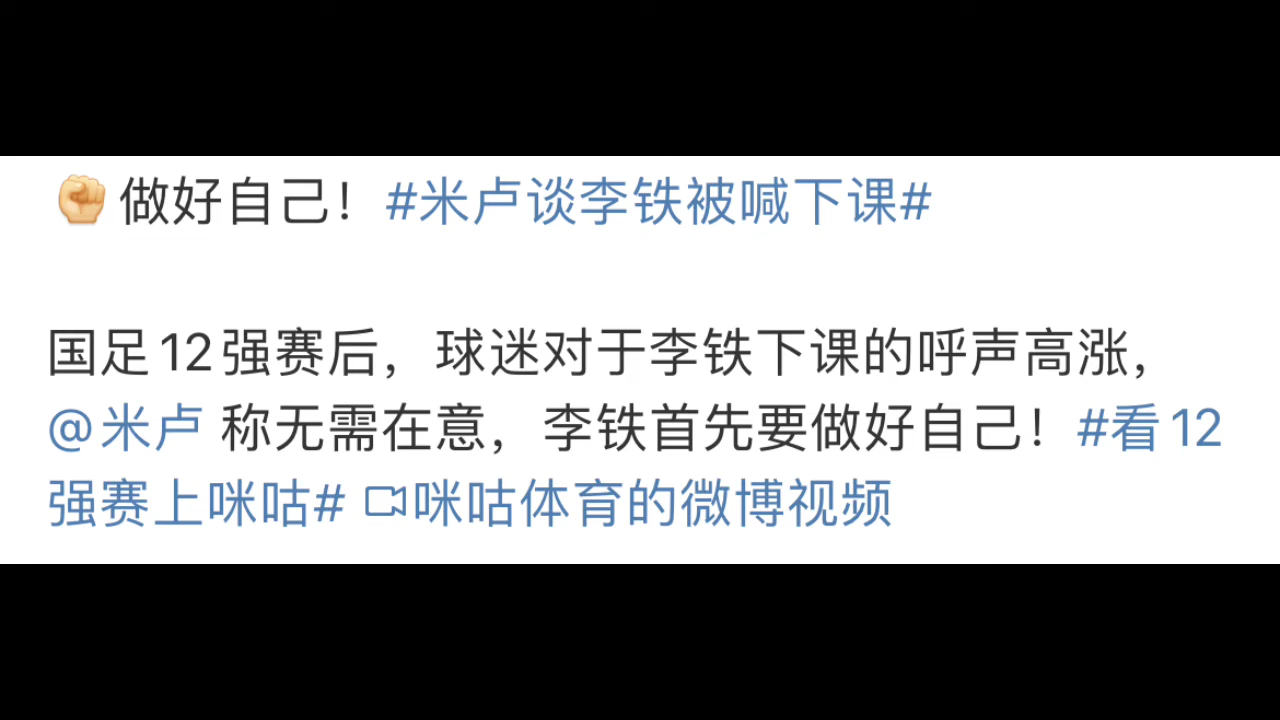 ✊做好自己！#米卢谈李铁被喊下课#
国足12强赛后，球迷对于李铁下课的呼声高涨，
@米卢 称无需在意，李铁首先要做好自己！#看12
强赛上咪咕# 咪咕体育的微博视频